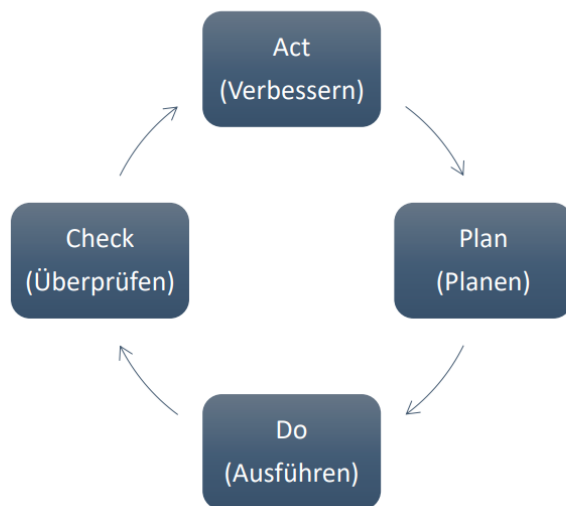 Act
(Verbessern)
Check
(Überprüfen)
Plan
(Planen)
Do
(Ausführen)